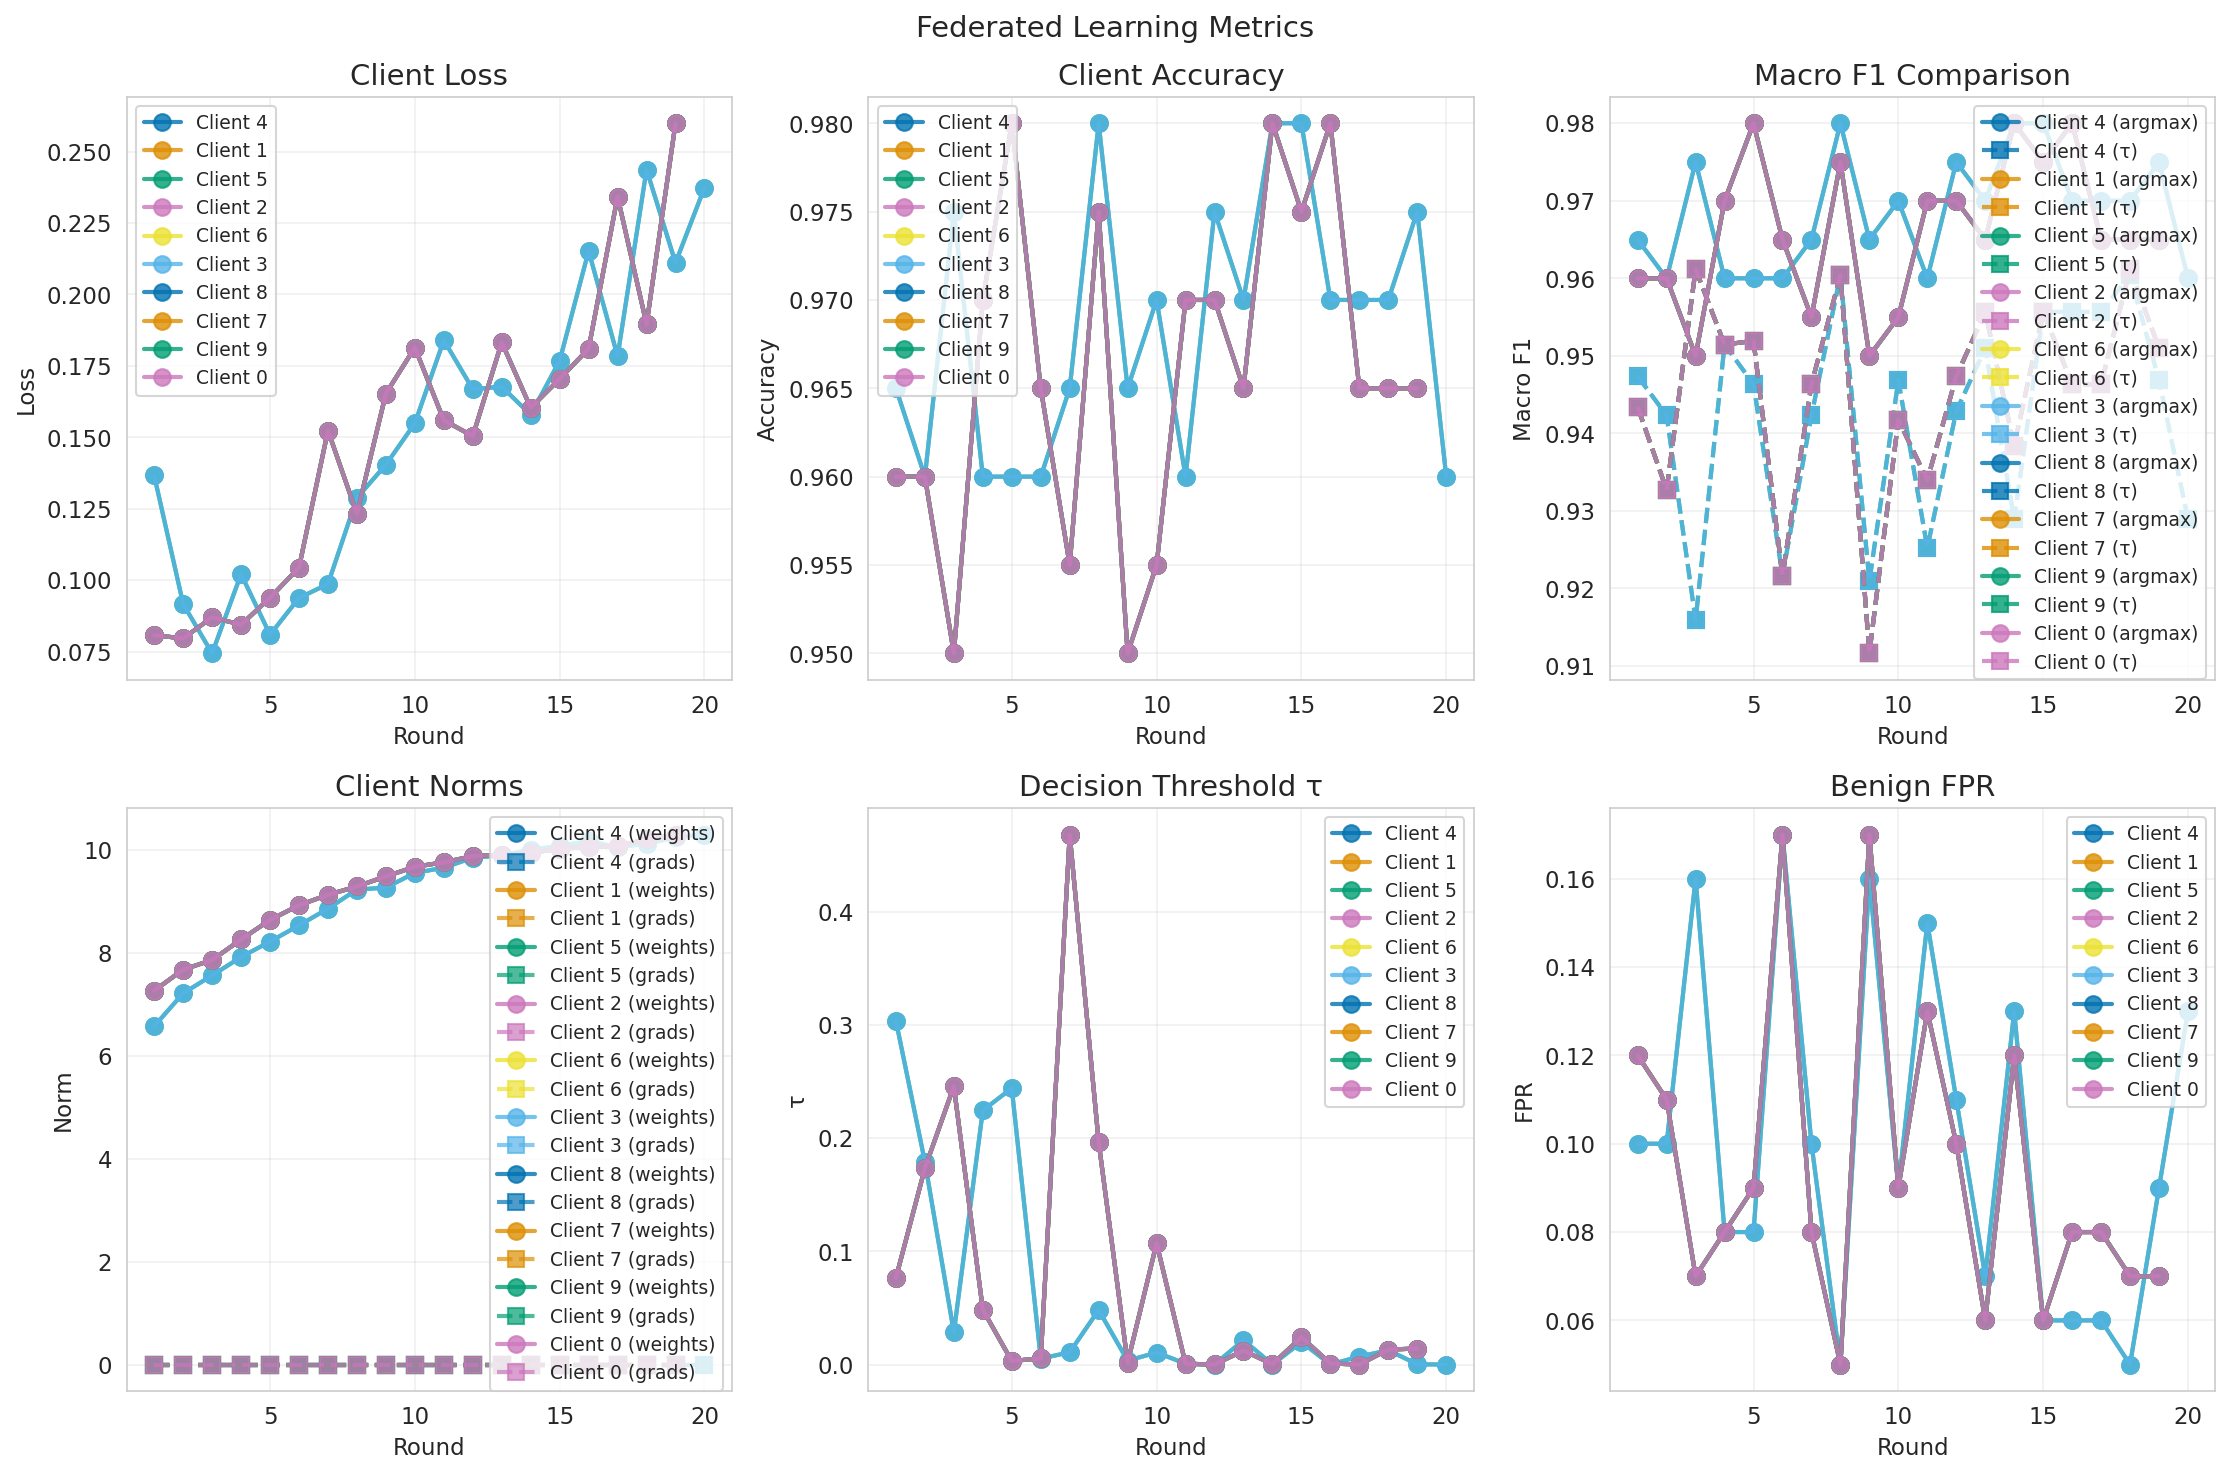 Federated Learning Metrics
Client Loss
Loss
0.250
0.225
0.200
0.175
0.150
0.125
0.100
0.075
5
10
15
20
Round
Client 4
Client 1
Client 5
Client 2
Client 6
Client 3
Client 8
Client 7
Client 9
Client 0
Client Accuracy
Accuracy
0.980
0.975
0.970
0.965
0.960
0.955
0.950
5
10
15
20
Round
Client 4
Client 1
Client 5
Client 2
Client 6
Client 3
Client 8
Client 7
Client 9
Client 0
Macro F1 Comparison
Macro F1
0.98
0.97
0.96
0.95
0.94
0.93
0.92
0.91
5
10
15
20
Round
Client 4 (argmax)
Client 4 (τ)
Client 1 (argmax)
Client 1 (τ)
Client 5 (argmax)
Client 5 (τ)
Client 2 (argmax)
Client 2 (τ)
Client 6 (argmax)
Client 6 (τ)
Client 3 (argmax)
Client 3 (τ)
Client 8 (argmax)
Client 8 (τ)
Client 7 (argmax)
Client 7 (τ)
Client 9 (argmax)
Client 9 (τ)
Client 0 (argmax)
Client 0 (τ)
Client Norms
Norm
10
8
6
4
2
0
5
10
15
20
Round
Client 4 (weights)
Client 4 (grads)
Client 1 (weights)
Client 1 (grads)
Client 5 (weights)
Client 5 (grads)
Client 2 (weights)
Client 2 (grads)
Client 6 (weights)
Client 6 (grads)
Client 3 (weights)
Client 3 (grads)
Client 8 (weights)
Client 8 (grads)
Client 7 (weights)
Client 7 (grads)
Client 9 (weights)
Client 9 (grads)
Client 0 (weights)
Client 0 (grads)
Decision Threshold τ
τ
0.4
0.3
0.2
0.1
0.0
5
10
15
20
Round
Client 4
Client 1
Client 5
Client 2
Client 6
Client 3
Client 8
Client 7
Client 9
Client 0
Benign FPR
FPR
0.16
0.14
0.12
0.10
0.08
0.06
5
10
15
20
Round
Client 4
Client 1
Client 5
Client 2
Client 6
Client 3
Client 8
Client 7
Client 9
Client 0